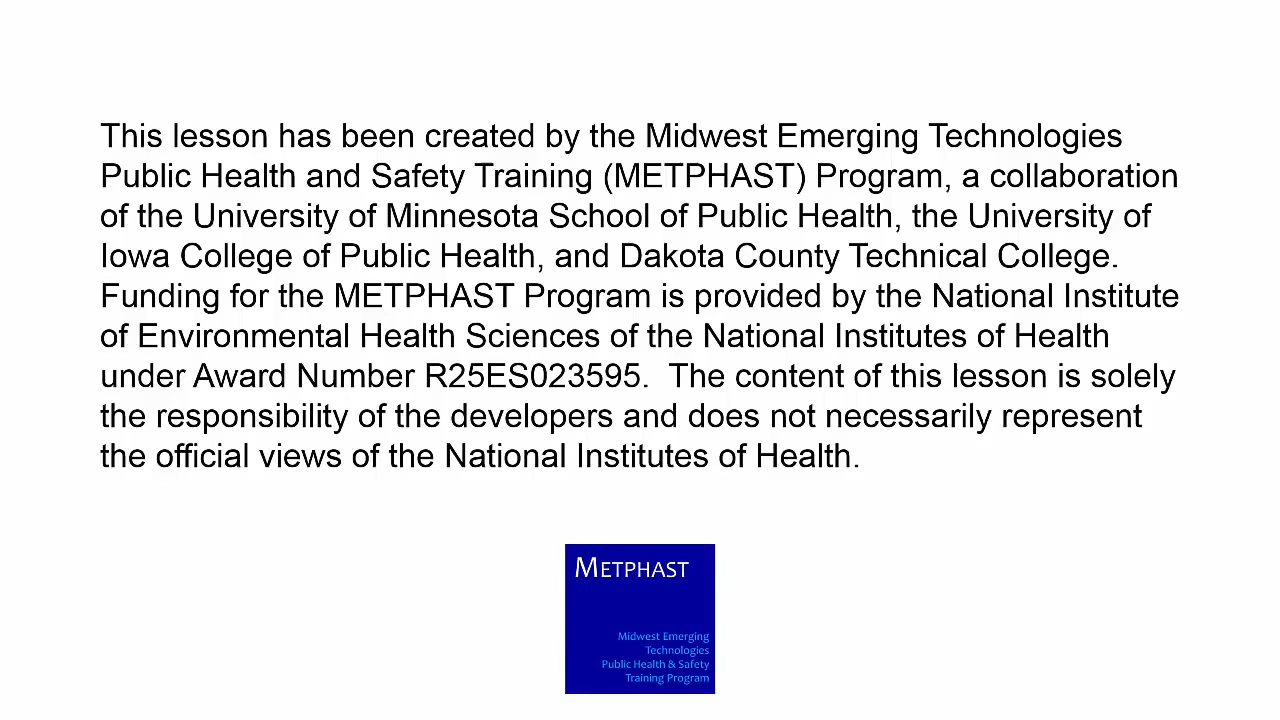 This lesson has been created by the Midwest Emerging Technologies
Public Health and Safety Training (METPHAST) Program, a collaboration
of the University of Minnesota School of Public Health, the University of
Iowa College of Public Health, and Dakota County Technical College.
Funding for the METPHAST Program is provided by the National Institute
of Environmental Health Sciences of the National Institutes of Health
under Award Number R25ES023595.  The content of this lesson is solely
the responsibility of the developers and does not necessarily represent
the official views of the National Institutes of Health.
METPHAST
Midwest Emerging
Technologies
Public Health & Safety
Training Program